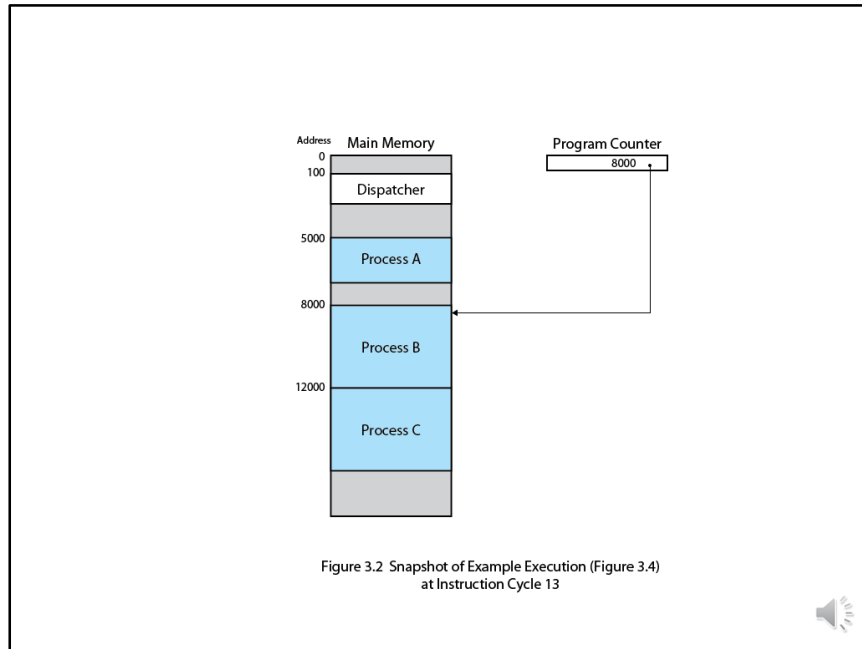 Address
Main Memory
Program Counter
0
8000
100
Dispatcher
5000
Process A
8000
Process B
12000
Process C
Figure 3.2 Snapshot of Example Execution (Figure 3.4)
at Instruction Cycle 13